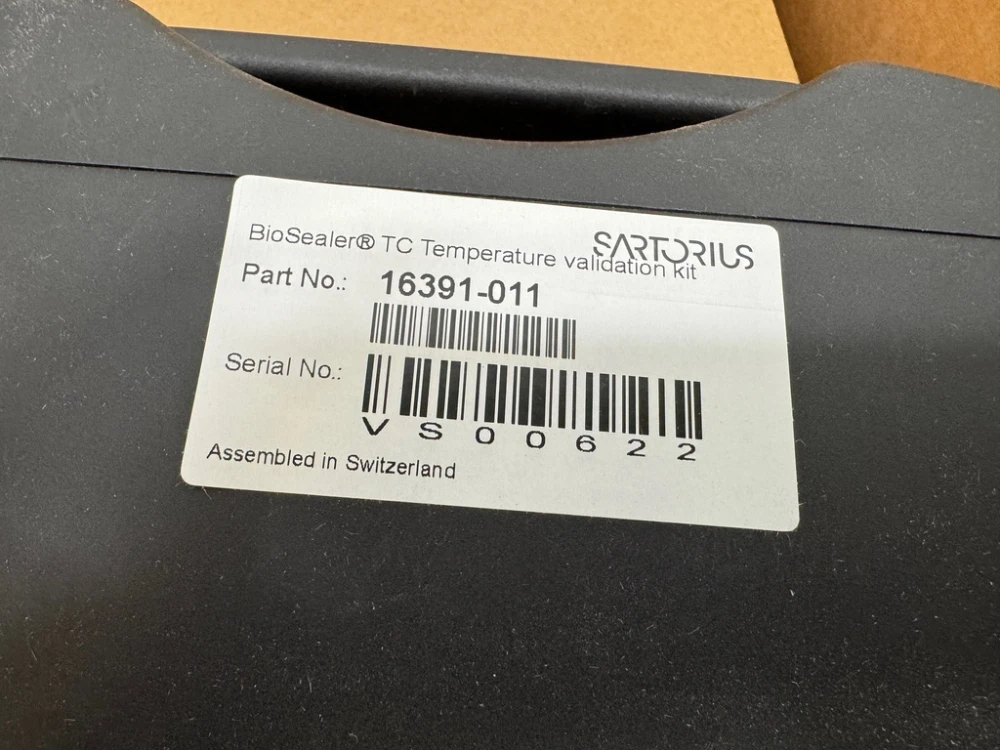 SARTORIUS
BioSealer® TC Temperature validation kit
Part No.: 16391-011
Serial No.:
VS00622
Assembled in Switzerland